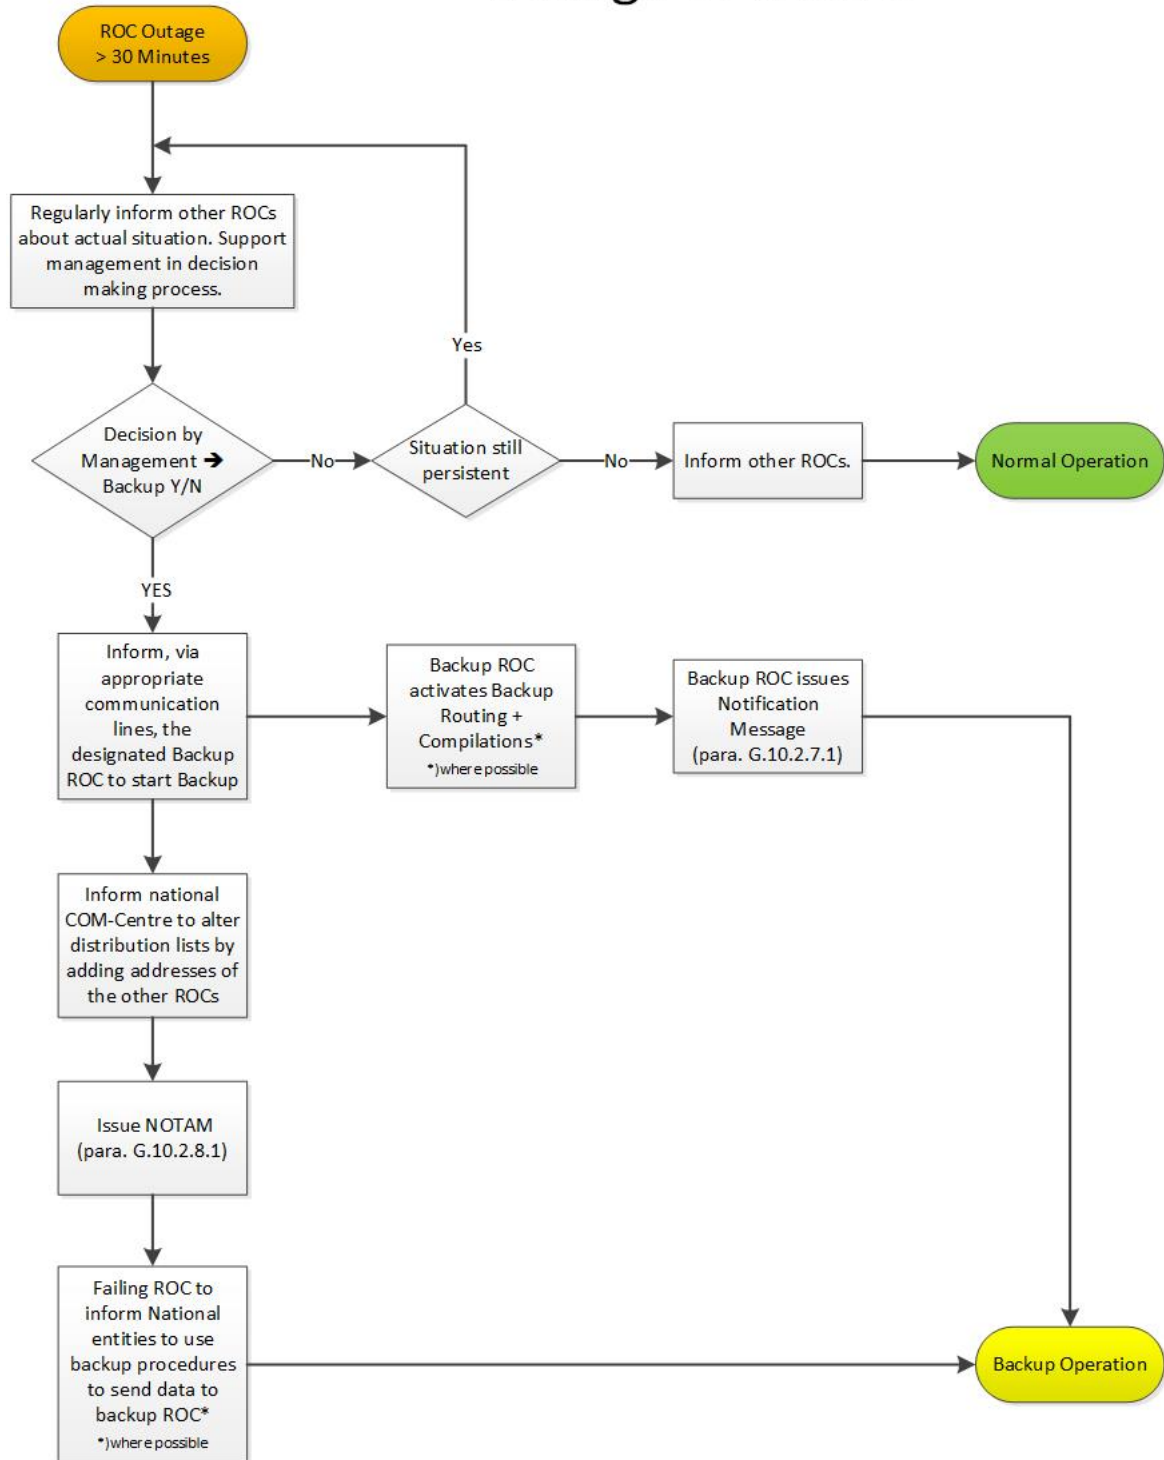 ROC Outage
> 30 Minutes
Regularly inform other ROCs
about actual situation. Support
management in decision
making process.
Yes
Decision by
Management ➔
Backup Y/N
No
Situation still
persistent
No
Inform other ROCs.
Normal Operation
YES
Inform, via
appropriate
communication
lines, the
designated Backup
ROC to start Backup
Backup ROC
activates Backup
Routing +
Compilations*
*)where possible
Backup ROC issues
Notification
Message
(para. G.10.2.7.1)
Inform national
COM-Centre to alter
distribution lists by
adding addresses of
the other ROCs
Issue NOTAM
(para. G.10.2.8.1)
Failing ROC to
inform National
entities to use
backup procedures
to send data to
backup ROC*
*)where possible
Backup Operation